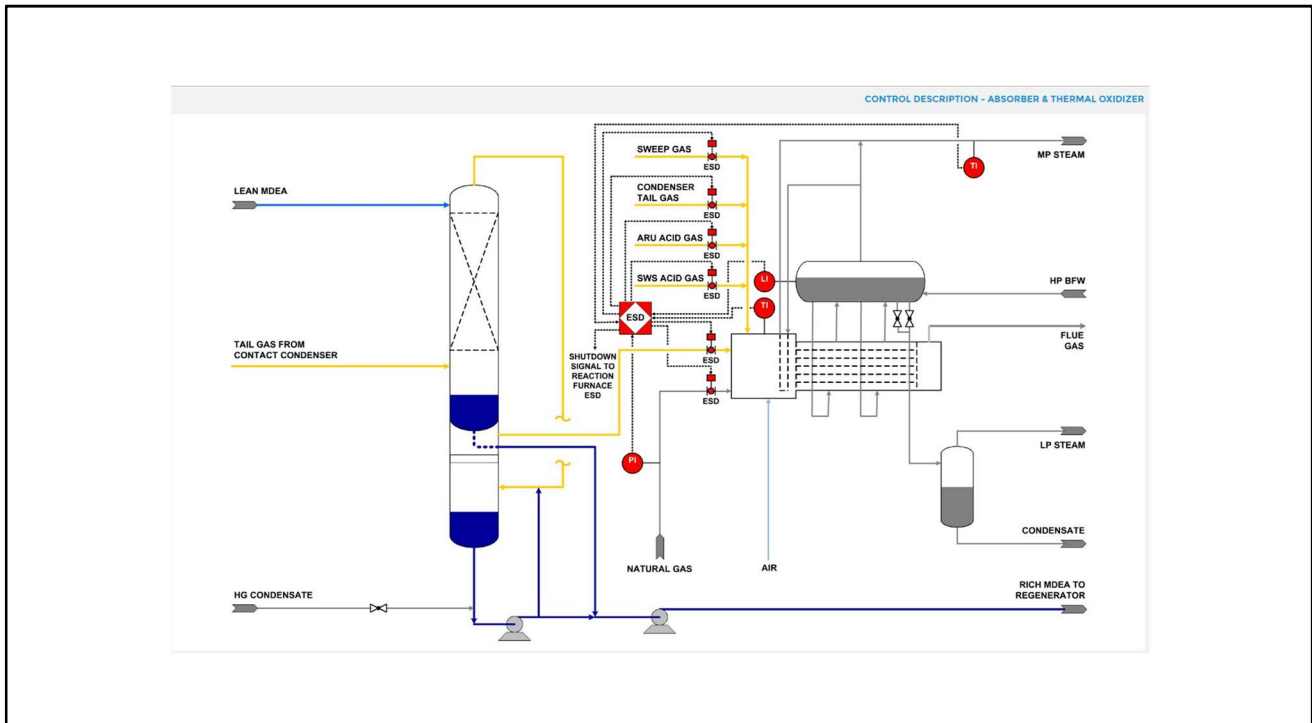 CONTROL DESCRIPTION - ABSORBER & THERMAL OXIDIZER
SWEEP GAS
ESD
MP STEAM
TI
LEAN MDEA
CONDENSER
TAIL GAS
ESD
ARU ACID GAS
ESD
SWS ACID GAS
ESD
LI
HP BFW
TI
ESD
FLUE
GAS
TAIL GAS FROM
CONTACT CONDENSER
SHUTDOWN
SIGNAL TO
REACTION
FURNACE
ESD
ESD
ESD
LP STEAM
PI
CONDENSATE
NATURAL GAS
AIR
HG CONDENSATE
RICH MDEA TO
REGENERATOR